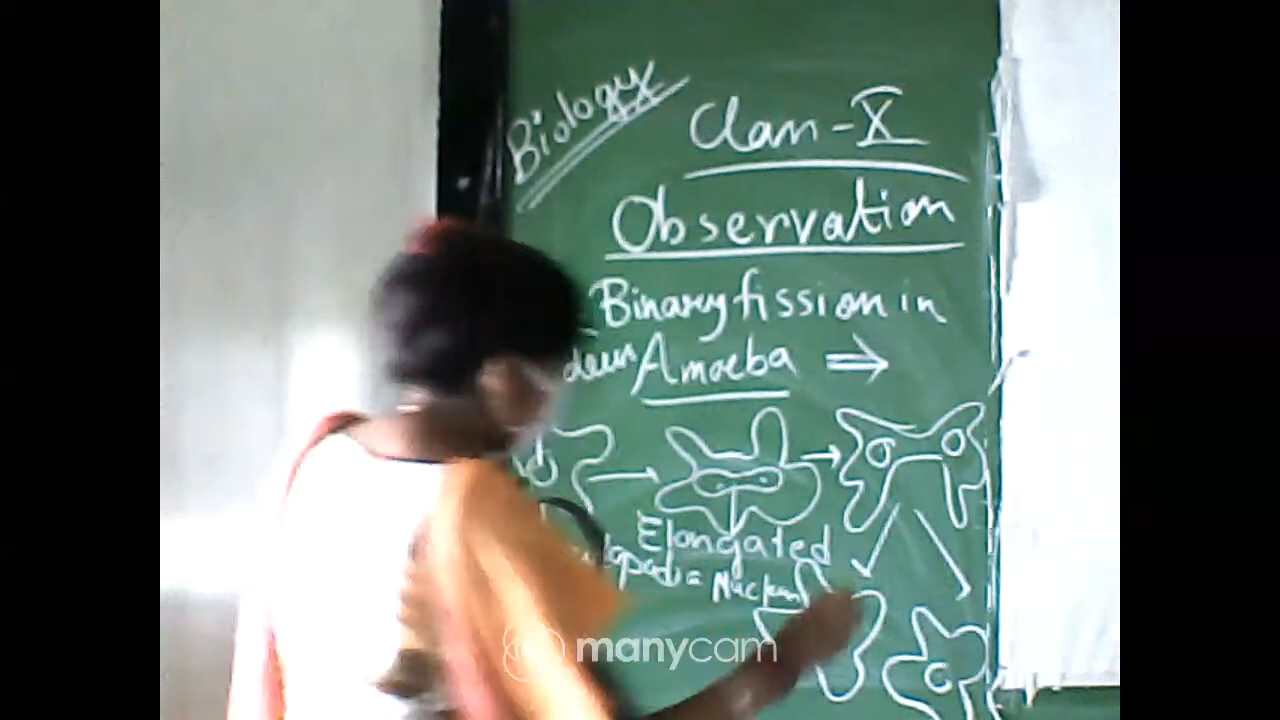 Biology
Class-X
Observation
Binary fission in
Amoeba ⇒
Elongated
Nucleus
manycam